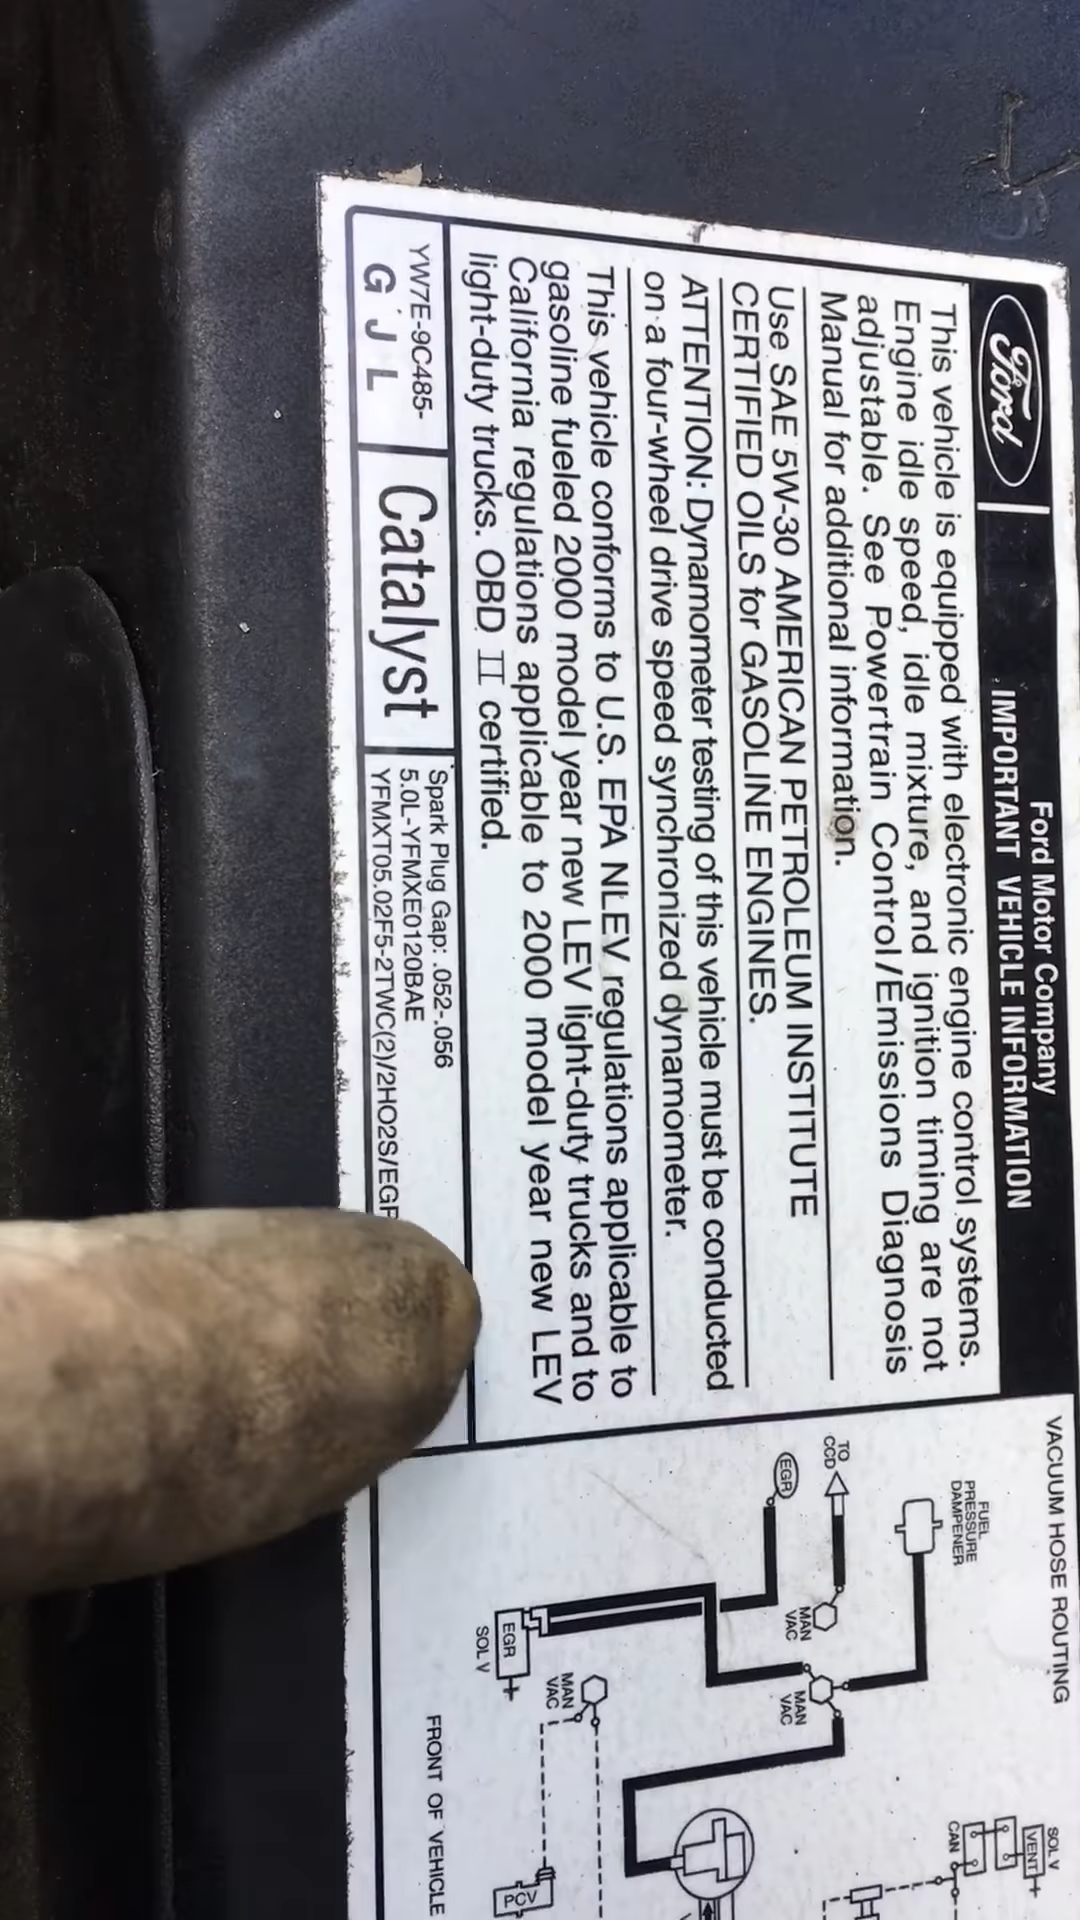 Ford
Ford Motor Company
IMPORTANT VEHICLE INFORMATION
This vehicle is equipped with electronic engine control systems.
Engine idle speed, idle mixture, and ignition timing are not
adjustable. See Powertrain Control/Emissions Diagnosis
Manual for additional information.
Use SAE 5W-30 AMERICAN PETROLEUM INSTITUTE
CERTIFIED OILS for GASOLINE ENGINES.
ATTENTION: Dynamometer testing of this vehicle must be conducted
on a four-wheel drive speed synchronized dynamometer.
This vehicle conforms to U.S. EPA NLEV regulations applicable to
gasoline fueled 2000 model year new LEV light-duty trucks and to
California regulations applicable to 2000 model year new LEV
light-duty trucks. OBD II certified.
YW7E-9C485-
G J L
Catalyst
Spark Plug Gap: .052-.056
5.0L-YFMXE0120BAE
YFMXT05.02F5-2TWC(2)/2HO2S/EGR
VACUUM HOSE ROUTING
FUEL
PRESSURE
DAMPENER
TO
CCD
EGR
MAN
VAC
MAN
VAC
EGR
SOL V
MAN
VAC
SOL V
VENT
CAN
PCV
FRONT OF VEHICLE